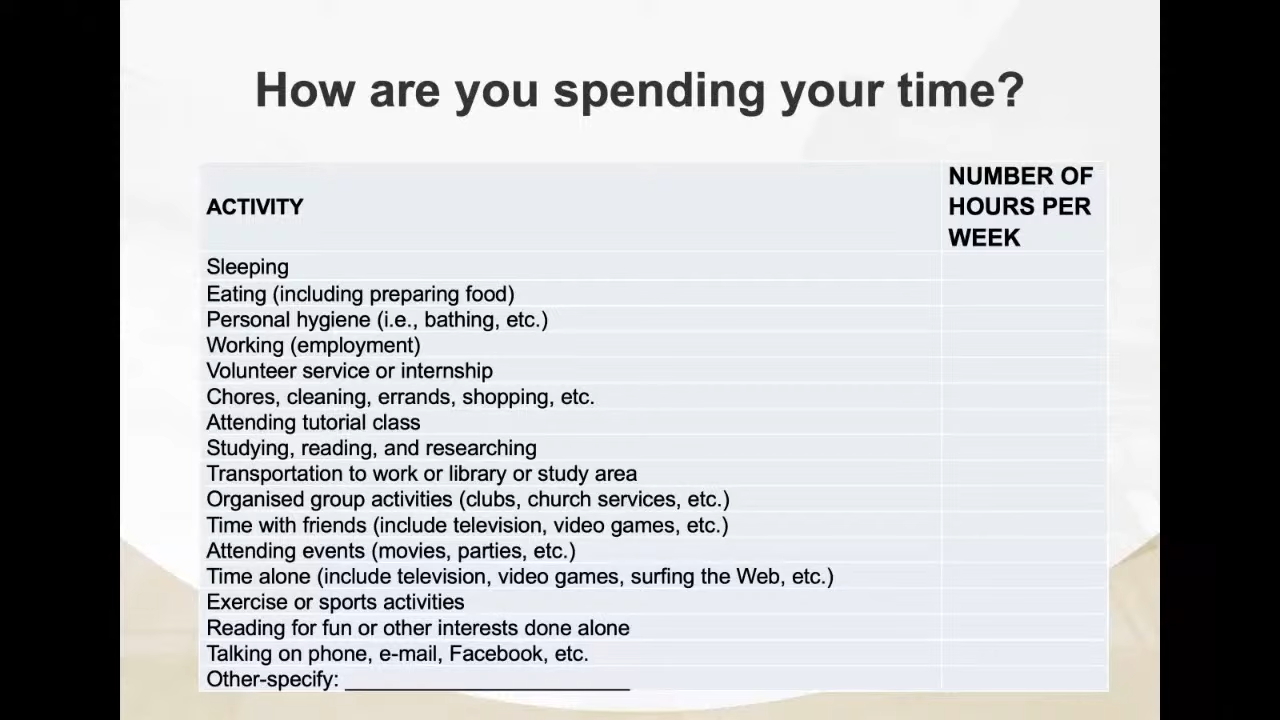 How are you spending your time?
ACTIVITY
NUMBER OF
HOURS PER
WEEK
Sleeping
Eating (including preparing food)
Personal hygiene (i.e., bathing, etc.)
Working (employment)
Volunteer service or internship
Chores, cleaning, errands, shopping, etc.
Attending tutorial class
Studying, reading, and researching
Transportation to work or library or study area
Organised group activities (clubs, church services, etc.)
Time with friends (include television, video games, etc.)
Attending events (movies, parties, etc.)
Time alone (include television, video games, surfing the Web, etc.)
Exercise or sports activities
Reading for fun or other interests done alone
Talking on phone, e-mail, Facebook, etc.
Other-specify: _______________________